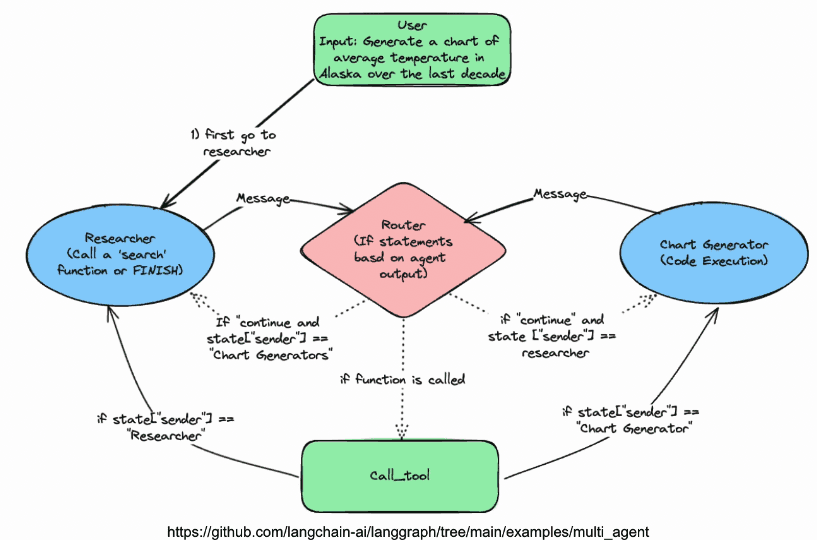 User
Input: Generate a chart of
average temperature in
Alaska over the last decade
1) first go to
researcher
Message
Message
Researcher
(Call a 'search'
function or FINISH)
Router
(If statements
basd on agent
output)
Chart Generator
(Code Execution)
If "continue and
state["sender"] ==
"Chart Generators"
if "continue" and
state ["sender"] ==
researcher
if function is called
if state["sender"] ==
"Researcher"
if state["sender"] ==
"Chart Generator"
Call_tool
https://github.com/langchain-ai/langgraph/tree/main/examples/multi_agent